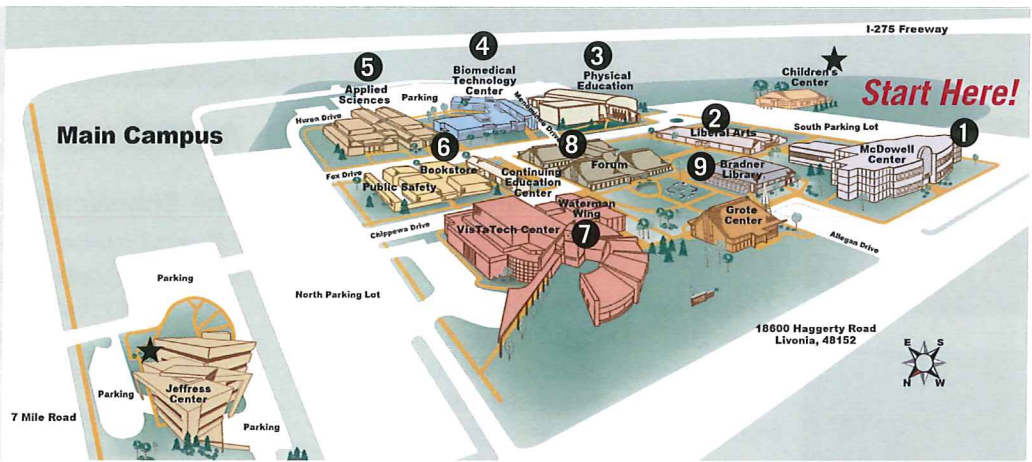 I-275 Freeway
4
3
5
Biomedical
Technology
Center
Physical
Education
Children's
Center
Applied
Sciences
Parking
Start Here!
Huron Drive
2
Liberal Arts
South Parking Lot
1
Main Campus
McDowell
Center
6
8
Bookstore
Forum
9
Bradner
Library
Fox Drive
Public Safety
Continuing
Education
Center
Waterman
Wing
Grote
Center
Chippewa Drive
VisTaTech Center
7
Allegan Drive
Parking
North Parking Lot
18600 Haggerty Road
Livonia, 48152
E S
N W
Jeffress
Center
Parking
7 Mile Road
Parking